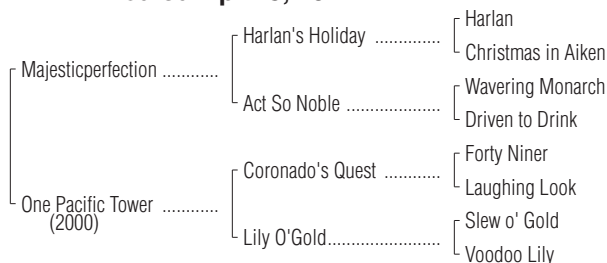 Harlan
Harlan's Holiday ..............
Christmas in Aiken
Majesticperfection ............
Wavering Monarch
Act So Noble .....................
Driven to Drink
Forty Niner
Coronado's Quest ............
Laughing Look
One Pacific Tower ............
(2000)
Slew o' Gold
Lily O'Gold.........................
Voodoo Lily